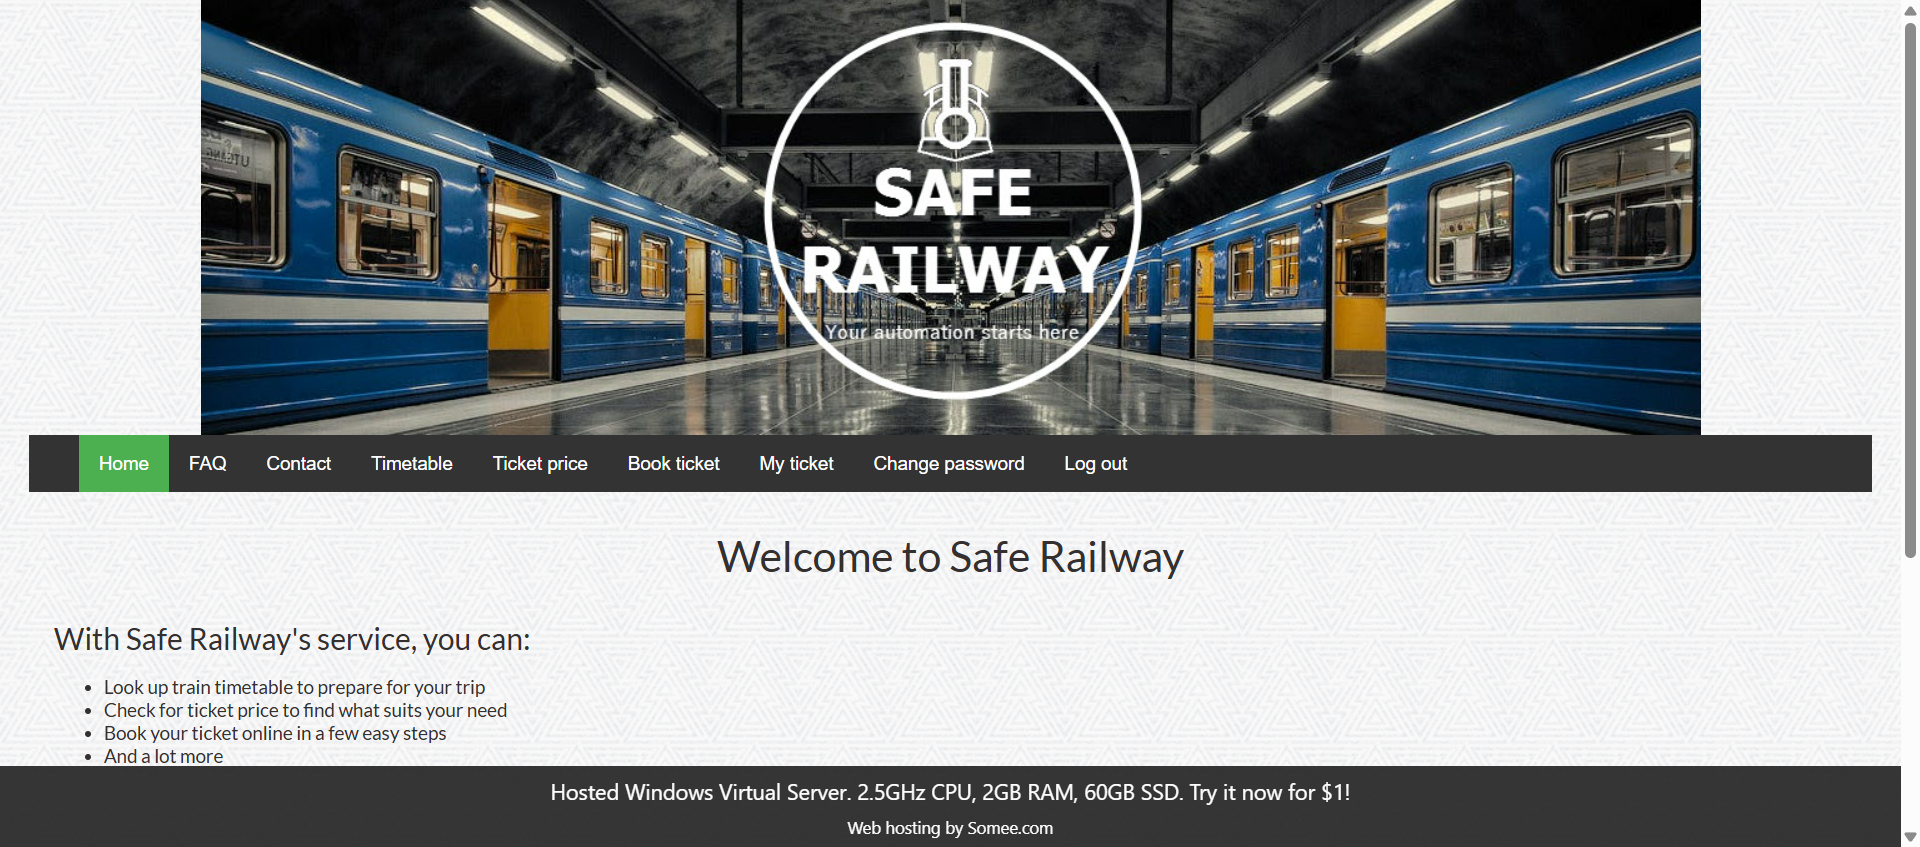 SAFE
RAILWAY
Your automation starts here
Home FAQ Contact Timetable Ticket price Book ticket My ticket Change password Log out
Welcome to Safe Railway
With Safe Railway's service, you can:
• Look up train timetable to prepare for your trip
• Check for ticket price to find what suits your need
• Book your ticket online in a few easy steps
• And a lot more
Hosted Windows Virtual Server. 2.5GHz CPU, 2GB RAM, 60GB SSD. Try it now for $1!
Web hosting by Somee.com